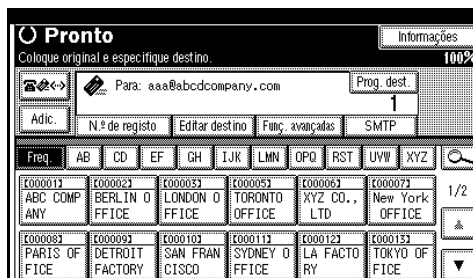 Pronto
Informações
Coloque original e especifique destino.
100%
Para: aaa@abcdcompany.com
Prog. dest.
1
Adic.
N.º de registo
Editar destino
Funç. avançadas
SMTP
Freq.
AB
CD
EF
GH
IJK
LMN
OPQ
RST
UVW
XYZ
[00001]
[00002]
[00003]
[00005]
[00006]
[00007]
ABC COMP
BERLIN O
LONDON O
TORONTO
XYZ CO.,
New York
1/2
ANY
FFICE
FFICE
OFFICE
LTD
OFFICE
[00008]
[00009]
[00010]
[00011]
[00012]
[00013]
PARIS OF
DETROIT
SAN FRAN
SYDNEY O
LA FACTO
TOKYO OF
FICE
FACTORY
CISCO
FFICE
RY
FICE